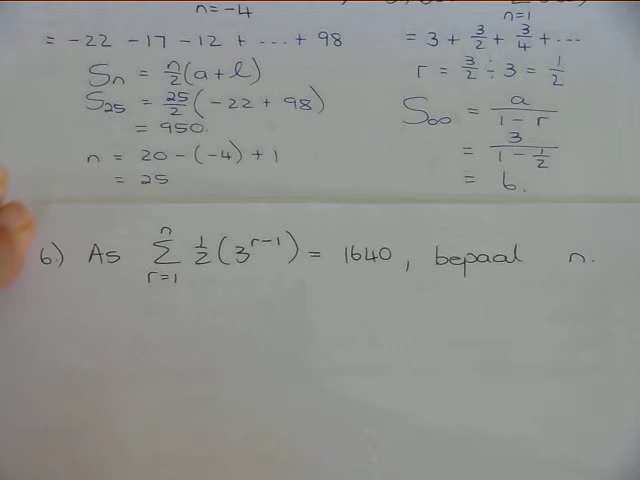 n=-4
= -22 -17 -12 + ... + 98
Sn = n/2 (a + l)
S25 = 25/2 (-22 + 98)
= 950.
n = 20 - (-4) + 1
= 25
n=1
= 3 + 3/2 + 3/4 + ...
r = 3/2 ÷ 3 = 1/2
S∞ = a / (1 - r)
= 3 / (1 - 1/2)
= 6.
6.) As n Σ r=1 1/2 (3^(r-1)) = 1640, bepaal n.